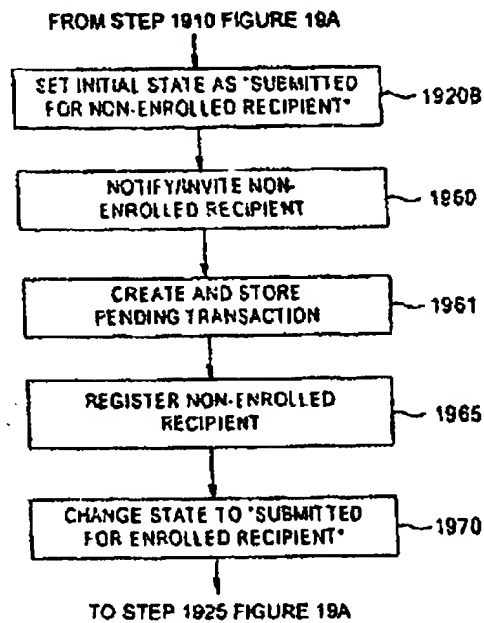 FROM STEP 1910 FIGURE 19A
SET INITIAL STATE AS "SUBMITTED
FOR NON-ENROLLED RECIPIENT"
1920B
NOTIFY/INVITE NON-
ENROLLED RECIPIENT
1960
CREATE AND STORE
PENDING TRANSACTION
1961
REGISTER NON-ENROLLED
RECIPIENT
1965
CHANGE STATE TO "SUBMITTED
FOR ENROLLED RECIPIENT"
1970
TO STEP 1925 FIGURE 19A